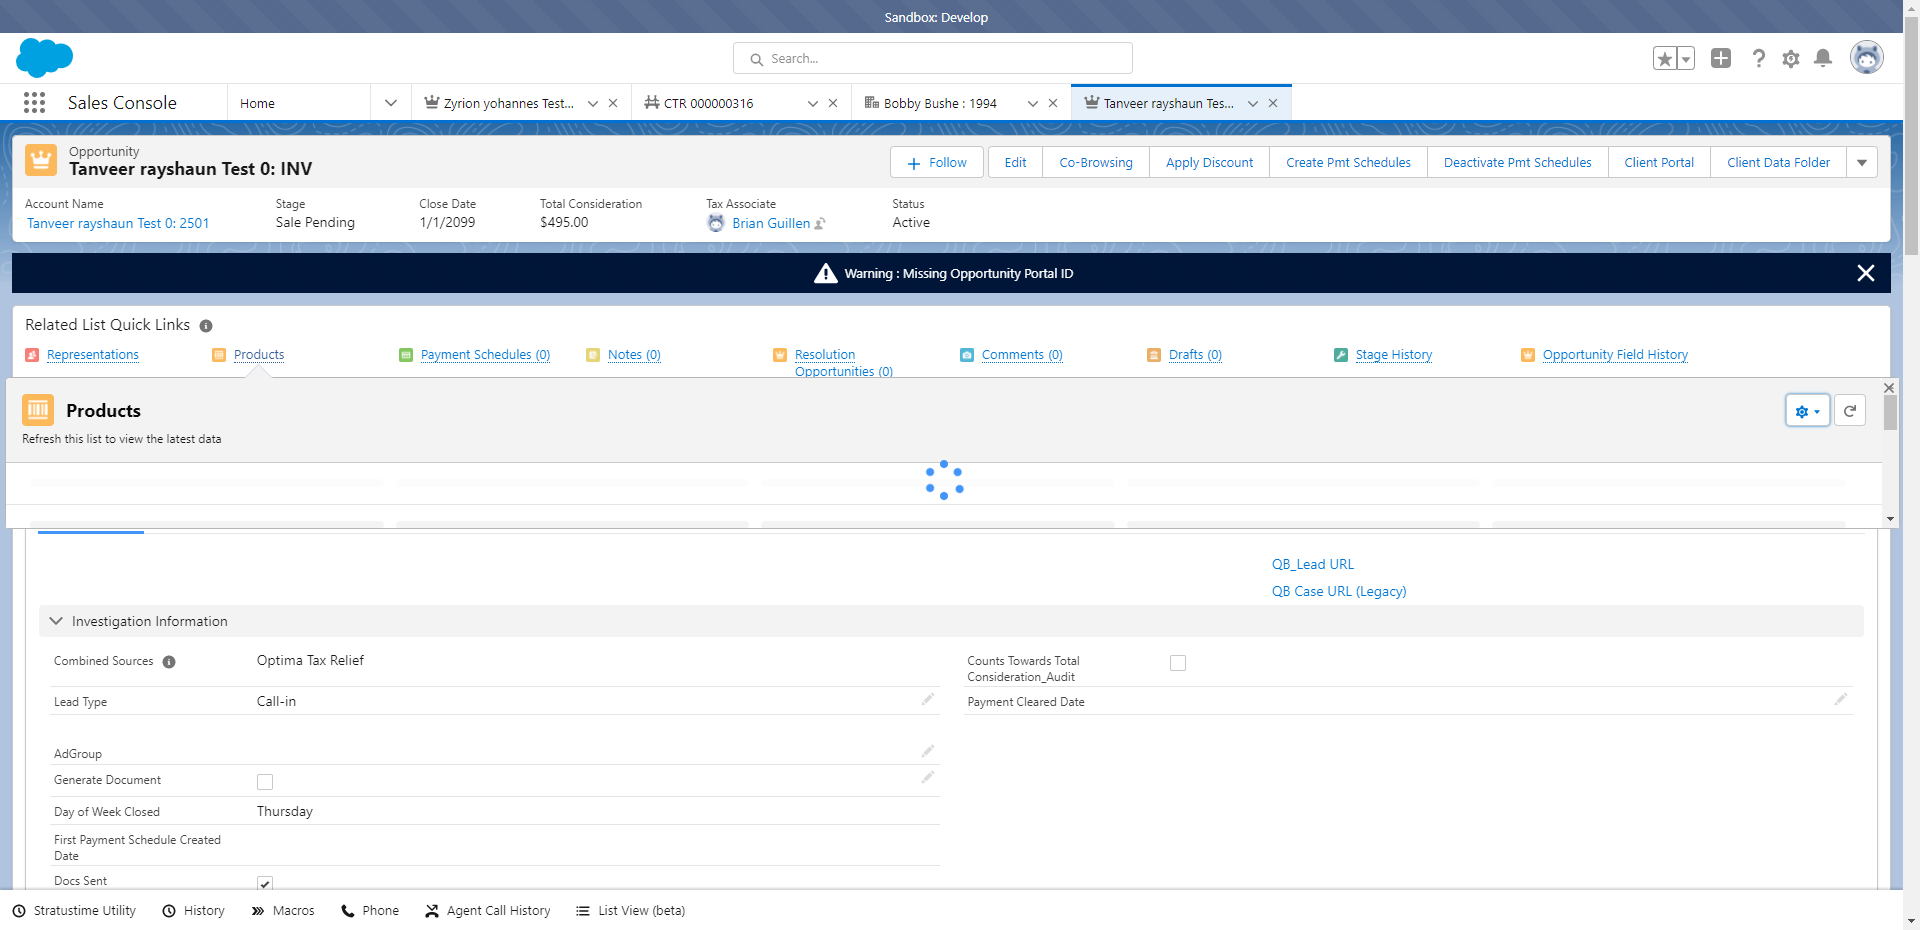 Sandbox: Develop
Search...
Sales Console
Home
Zyrion yohannes Test...
CTR 000000316
Bobby Bushe : 1994
Tanveer rayshaun Tes...
Opportunity
Tanveer rayshaun Test 0: INV
Follow
Edit
Co-Browsing
Apply Discount
Create Pmt Schedules
Deactivate Pmt Schedules
Client Portal
Client Data Folder
Account Name
Stage
Close Date
Total Consideration
Tax Associate
Status
Tanveer rayshaun Test 0: 2501
Sale Pending
1/1/2099
$495.00
Brian Guillen
Active
Warning : Missing Opportunity Portal ID
Related List Quick Links
Representations
Products
Payment Schedules (0)
Notes (0)
Resolution
Opportunities (0)
Comments (0)
Drafts (0)
Stage History
Opportunity Field History
Products
Refresh this list to view the latest data
QB_Lead URL
QB Case URL (Legacy)
Investigation Information
Combined Sources
Optima Tax Relief
Counts Towards Total
Consideration_Audit
Lead Type
Call-in
Payment Cleared Date
AdGroup
Generate Document
Day of Week Closed
Thursday
First Payment Schedule Created
Date
Docs Sent
Stratustime Utility
History
Macros
Phone
Agent Call History
List View (beta)